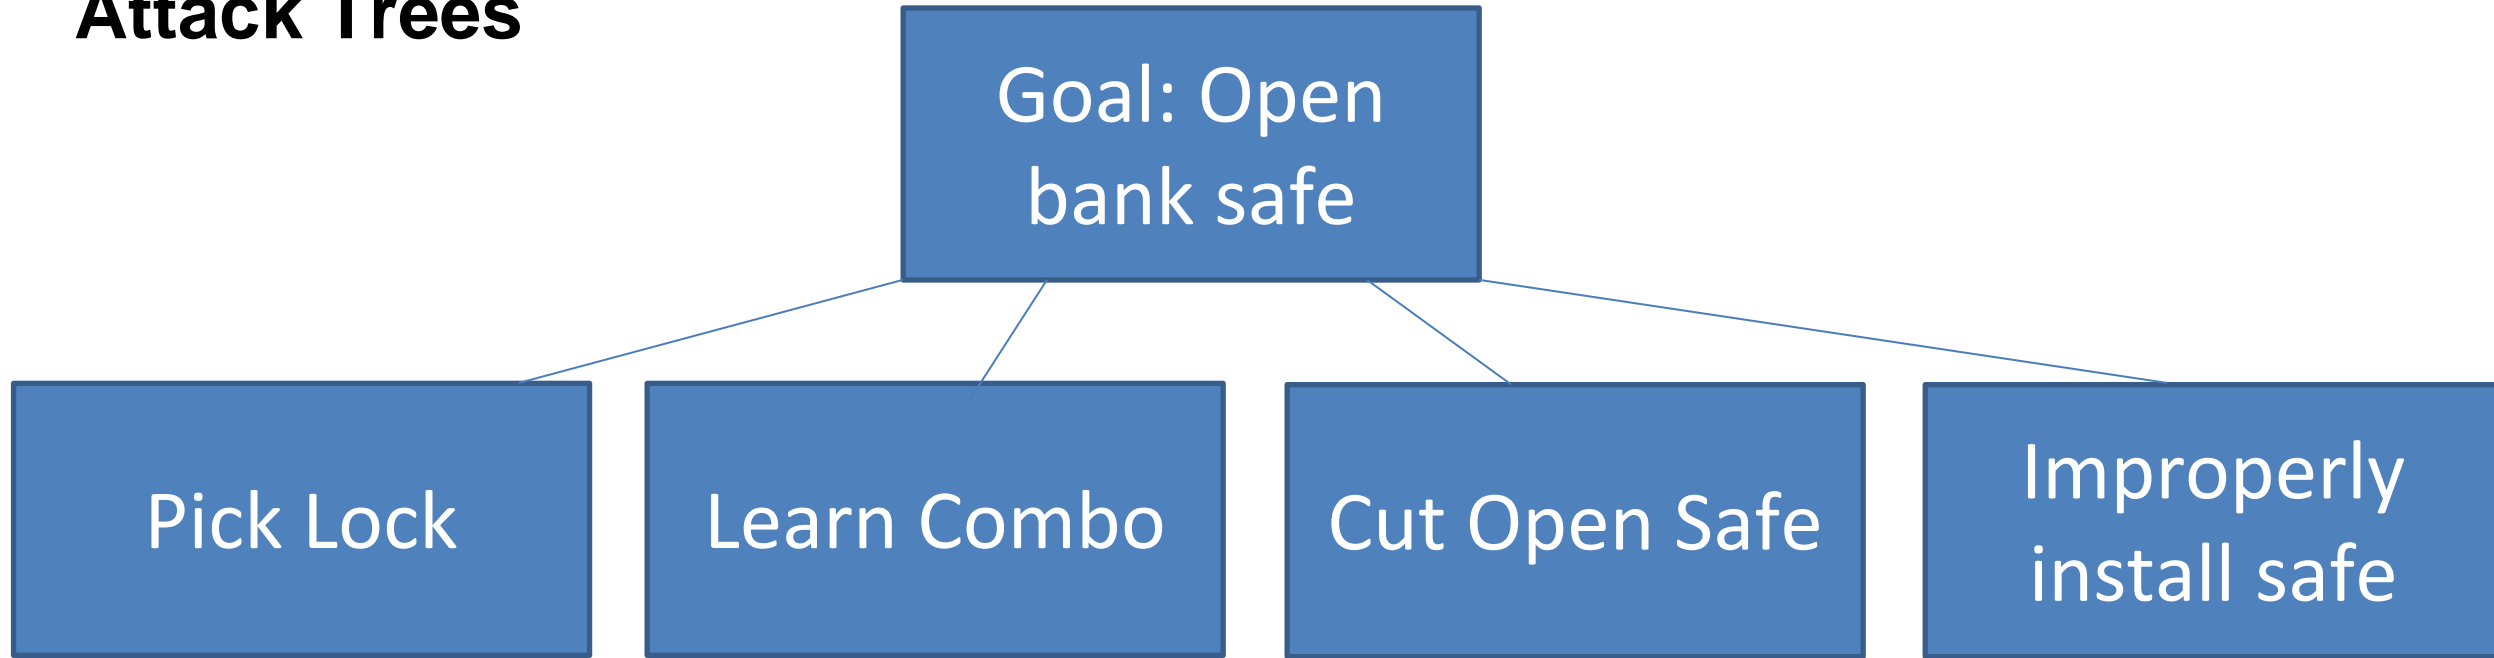 Attack Trees
Goal: Open
bank safe
Pick Lock
Learn Combo
Cut Open Safe
Improperly
install safe